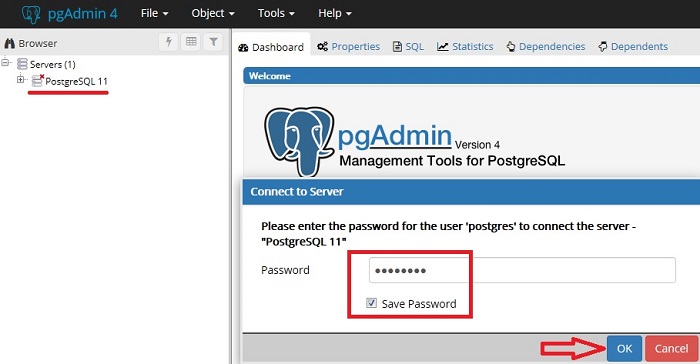 pgAdmin 4 File Object Tools Help
Browser
Dashboard Properties SQL Statistics Dependencies Dependents
Servers (1)
PostgreSQL 11
Welcome
pgAdmin Version 4
Management Tools for PostgreSQL
Connect to Server
Please enter the password for the user 'postgres' to connect the server -
"PostgreSQL 11"
Password ••••••••
Save Password
OK Cancel